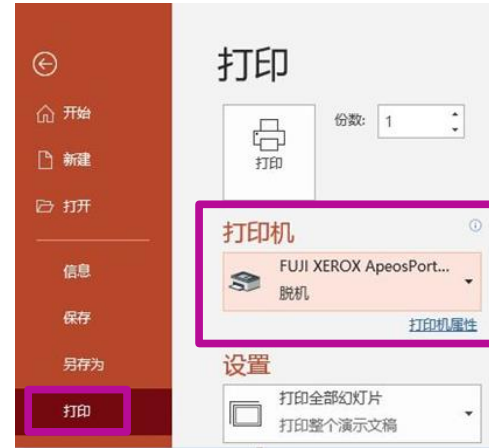 打印
开始
份数: 1
新建
打印
打开
打印机
FUJI XEROX ApeosPort...
信息
脱机
保存
打印机属性
另存为
设置
打印
打印全部幻灯片
打印整个演示文稿